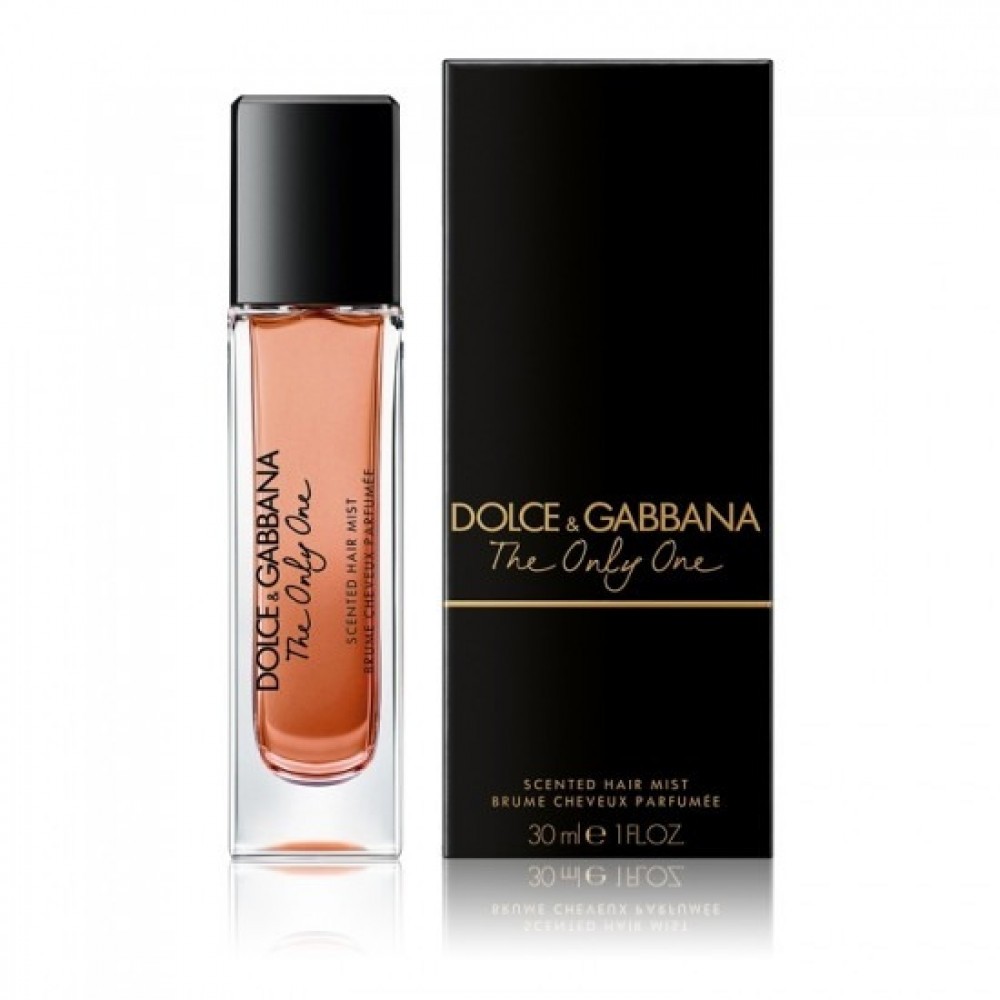 DOLCE & GABBANA
The Only One
SCENTED HAIR MIST
BRUME CHEVEUX PARFUMÉE
DOLCE & GABBANA
The Only One
SCENTED HAIR MIST
BRUME CHEVEUX PARFUMÉE
30 ml e 1 FL.OZ.